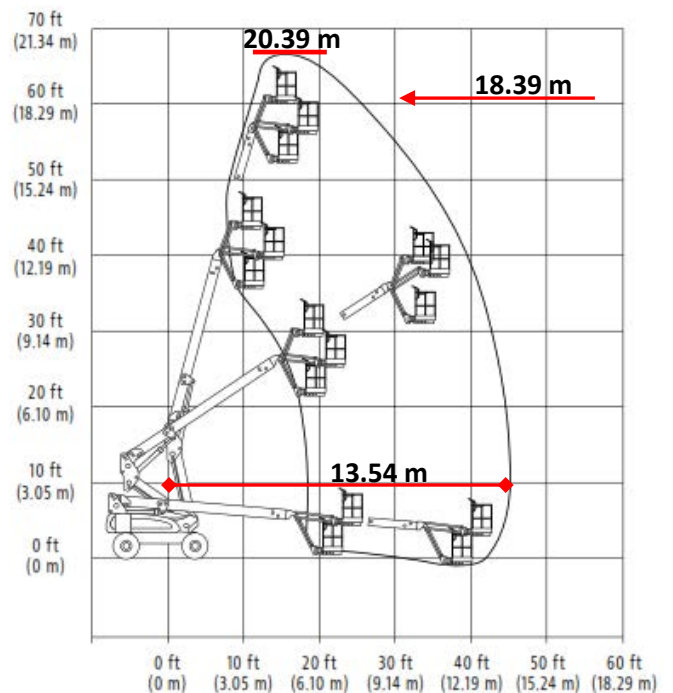 70 ft
(21.34 m)
20.39 m
18.39 m
60 ft
(18.29 m)
50 ft
(15.24 m)
40 ft
(12.19 m)
30 ft
(9.14 m)
20 ft
(6.10 m)
13.54 m
10 ft
(3.05 m)
0 ft
(0 m)
0 ft 10 ft 20 ft 30 ft 40 ft 50 ft 60 ft
(0 m) (3.05 m) (6.10 m) (9.14 m) (12.19 m) (15.24 m) (18.29 m)